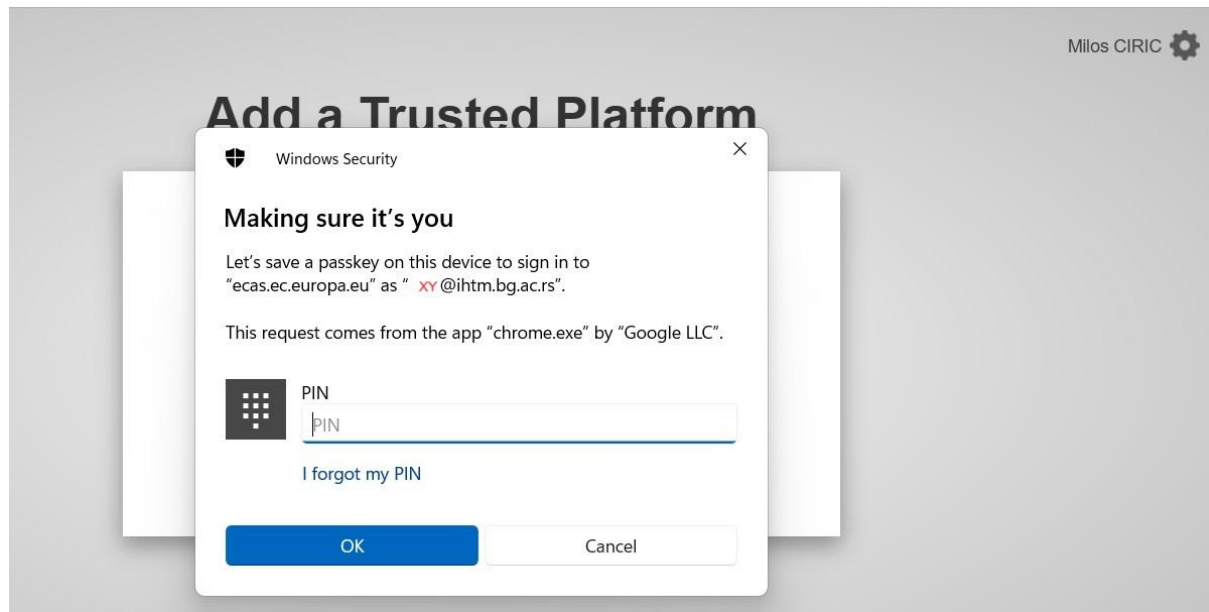 Milos CIRIC
Add a Trusted Platform
Windows Security
Making sure it’s you
Let’s save a passkey on this device to sign in to
“ecas.ec.europa.eu” as “ XY@ihtm.bg.ac.rs”.
This request comes from the app “chrome.exe” by “Google LLC”.
PIN
PIN
I forgot my PIN
OK
Cancel